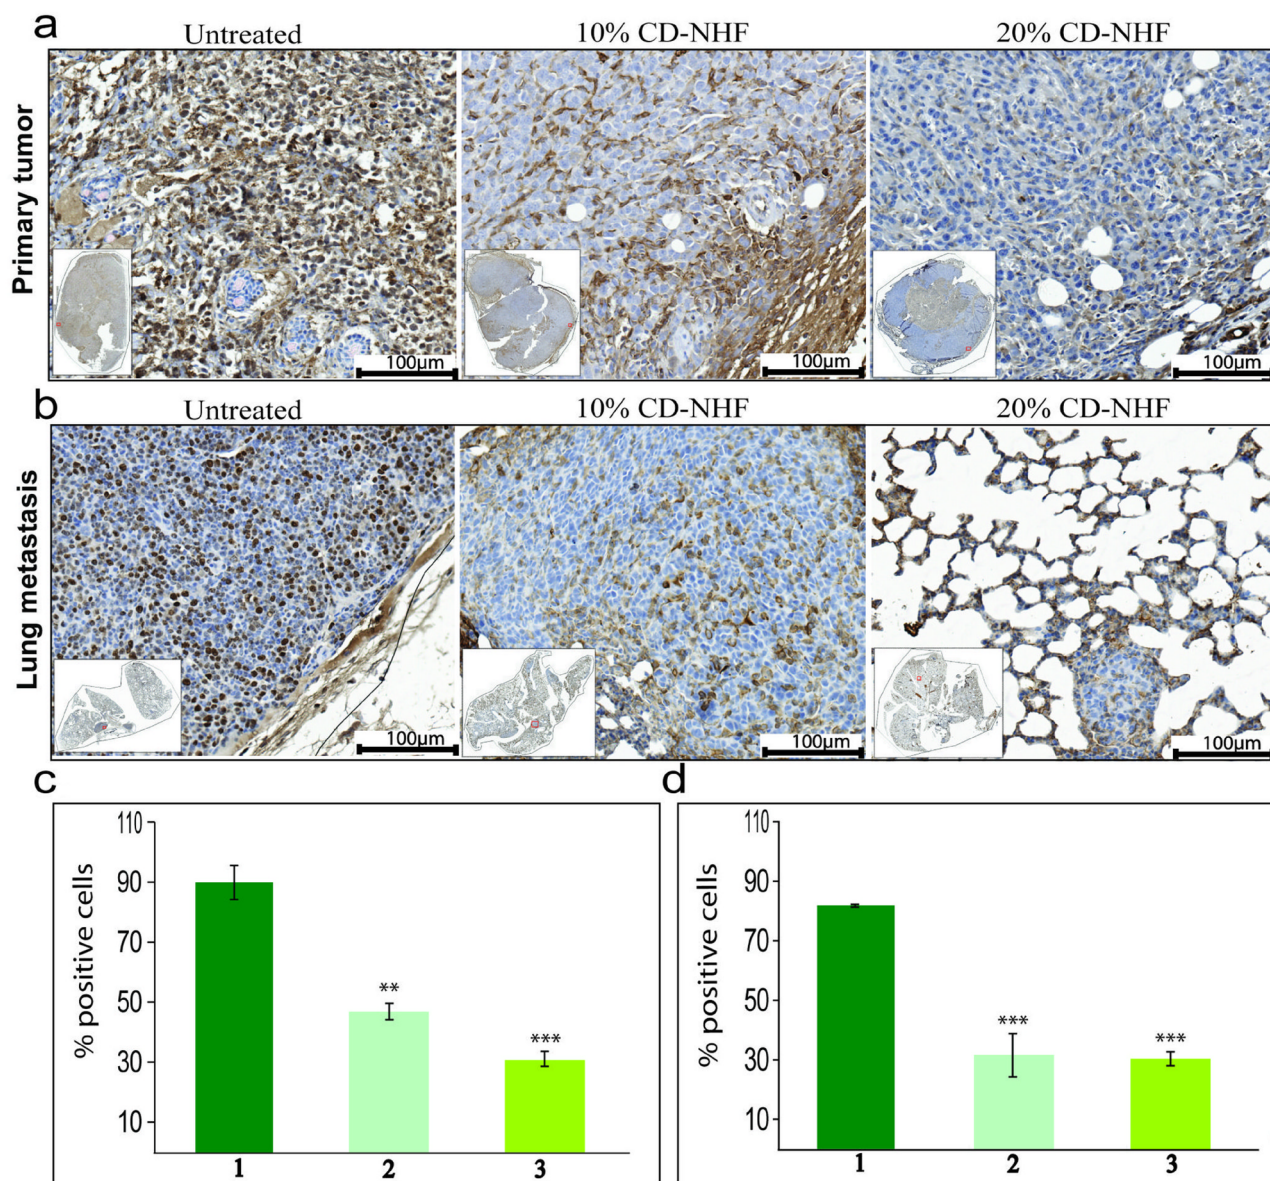 a
Untreated 10% CD-NHF 20% CD-NHF
Primary tumor
100µm 100µm 100µm
b
Untreated 10% CD-NHF 20% CD-NHF
Lung metastasis
100µm 100µm 100µm
c
% positive cells
110
90
70
50
30
10
**
***
1 2 3
d
% positive cells
110
90
70
50
30
10
***
***
1 2 3